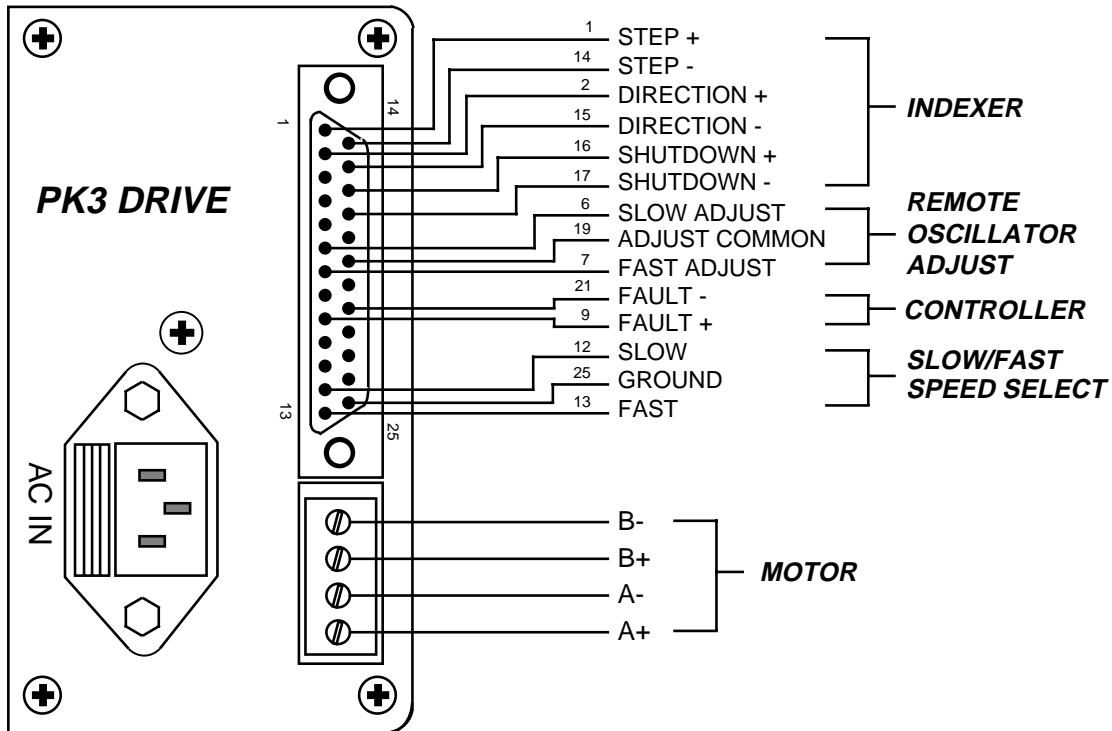 PK3 DRIVE
AC IN
1
14
13
25
1 STEP +
14 STEP -
2 DIRECTION +
15 DIRECTION -
16 SHUTDOWN +
17 SHUTDOWN -
INDEXER
6 SLOW ADJUST
19 ADJUST COMMON
7 FAST ADJUST
REMOTE
OSCILLATOR
ADJUST
21 FAULT -
9 FAULT +
CONTROLLER
12 SLOW
25 GROUND
13 FAST
SLOW/FAST
SPEED SELECT
B-
B+
A-
A+
MOTOR